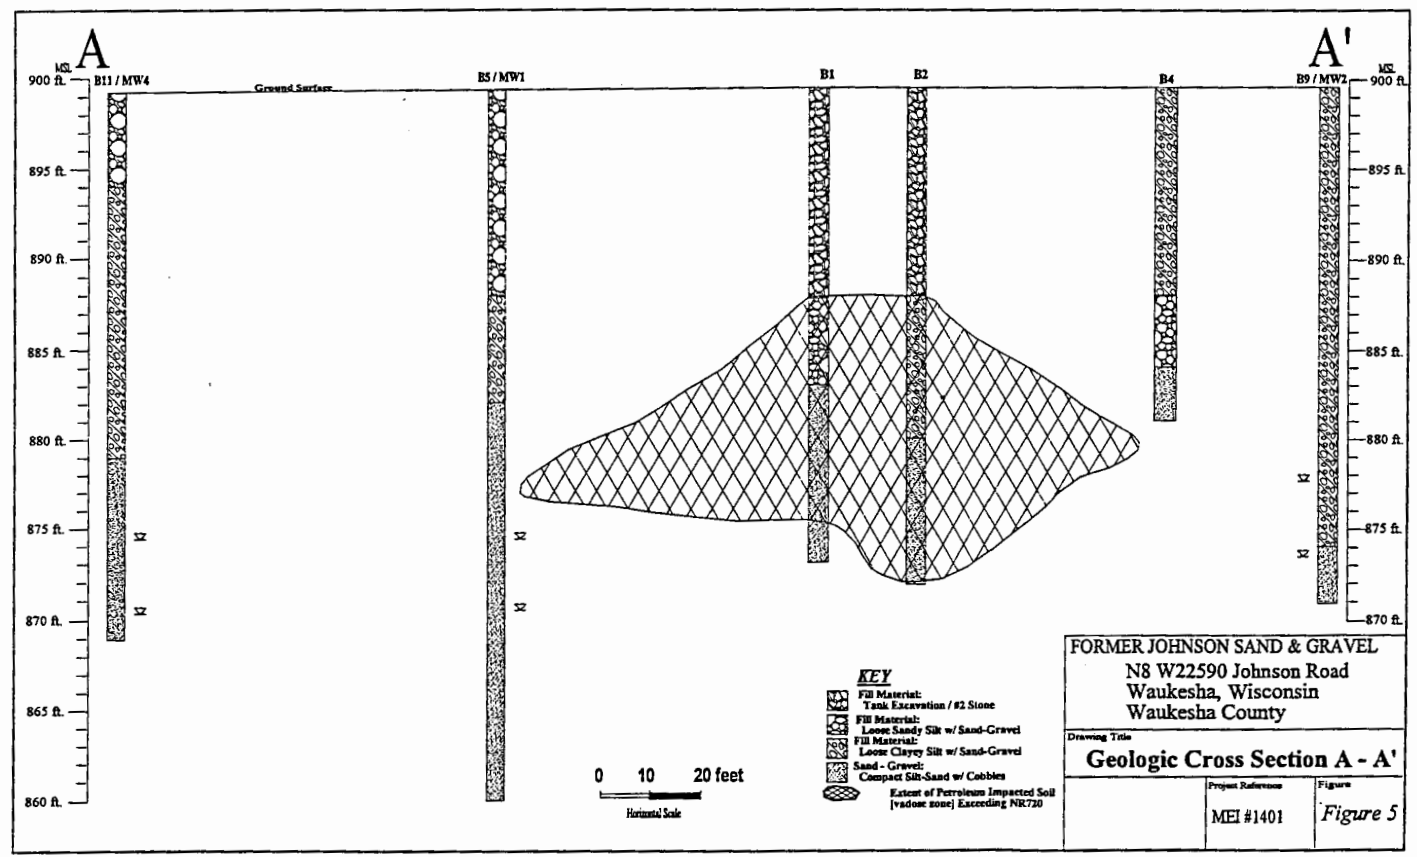 A
A'
MSL
MSL
B11 / MW4
B5 / MW1
B1
B2
B4
B9 / MW2
Ground Surface
900 ft.
895 ft.
890 ft.
885 ft.
880 ft.
875 ft.
870 ft.
865 ft.
860 ft.
900 ft.
895 ft.
890 ft.
885 ft.
880 ft.
875 ft.
870 ft.
KEY
Fill Material:
Tank Excavation / #2 Stone
Fill Material:
Loose Sandy Silt w/ Sand-Gravel
Fill Material:
Loose Clayey Silt w/ Sand-Gravel
Sand - Gravel:
Compact Silt-Sand w/ Cobbles
Extent of Petroleum Impacted Soil
[vadose zone] Exceeding NR720
0 10 20 feet
Horizontal Scale
FORMER JOHNSON SAND & GRAVEL
N8 W22590 Johnson Road
Waukesha, Wisconsin
Waukesha County
Drawing Title
Geologic Cross Section A - A'
Project Reference
MEI #1401
Figure
Figure 5